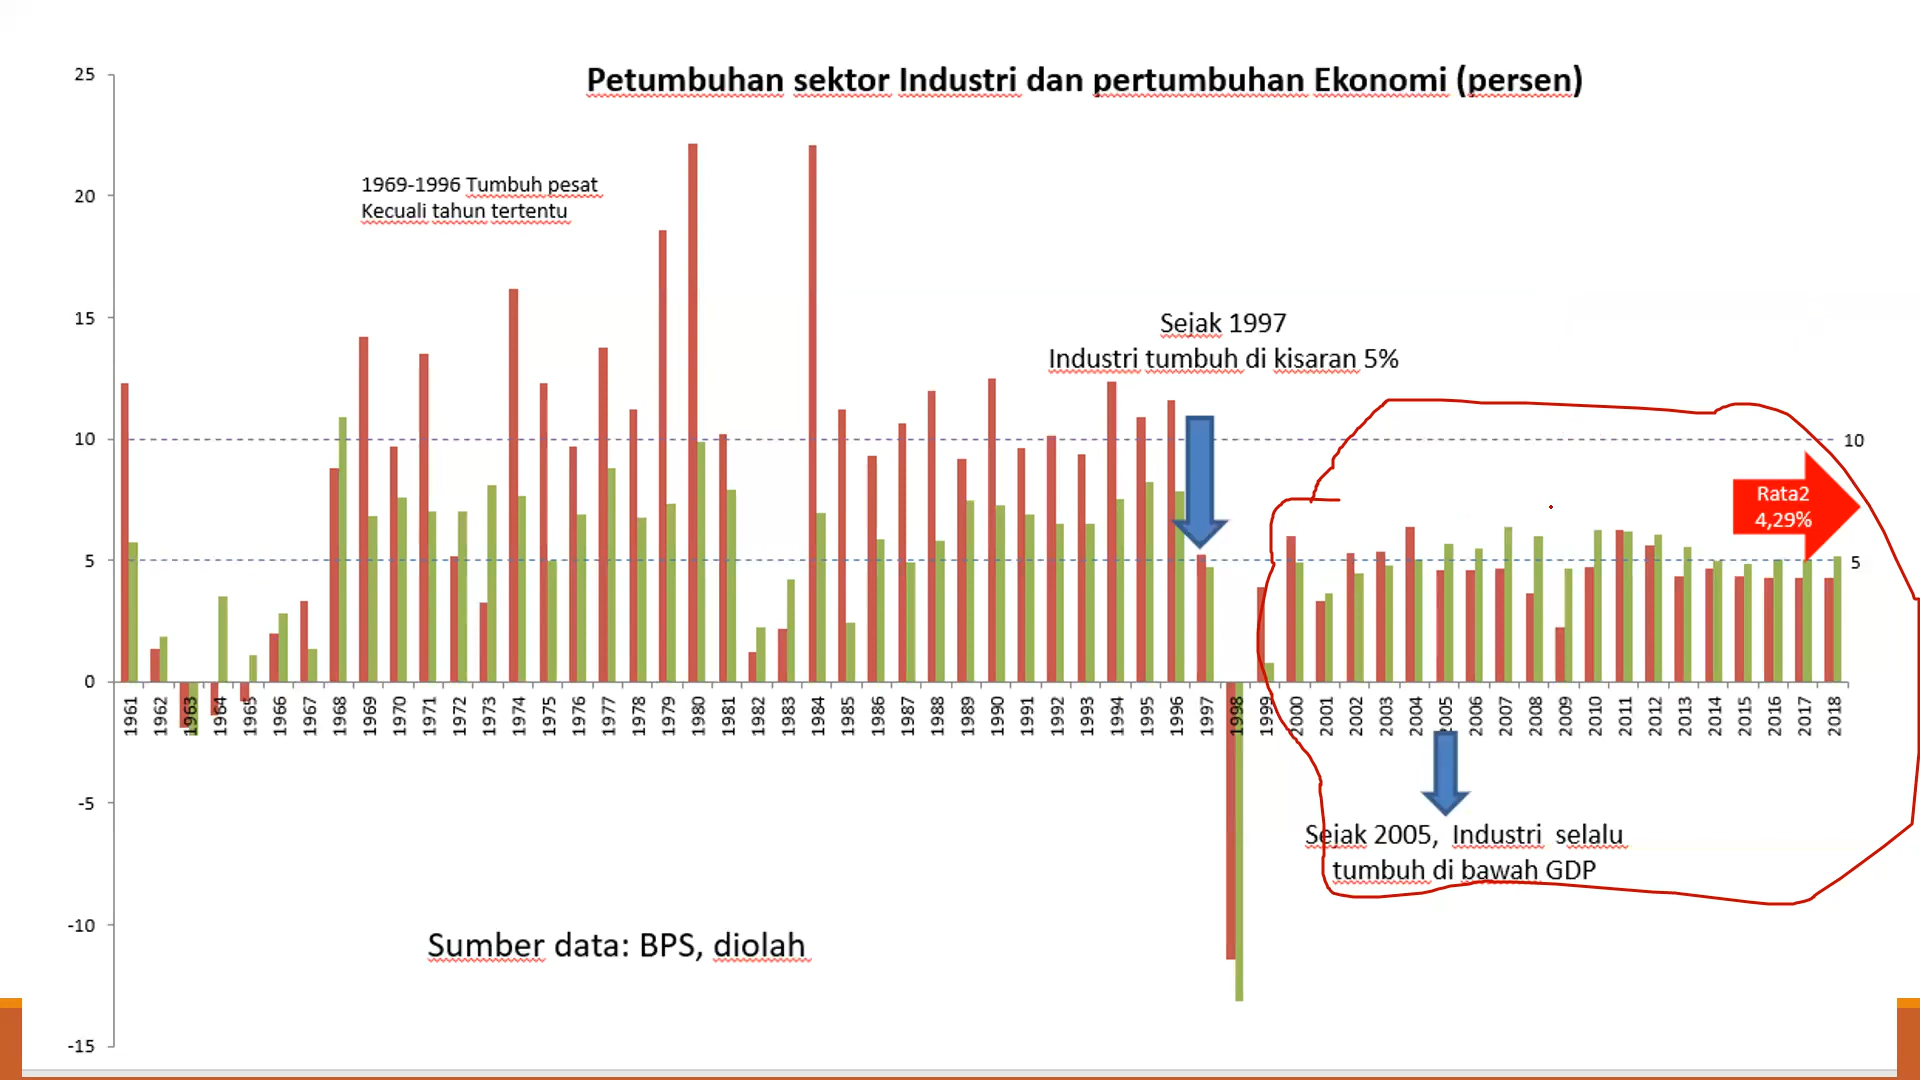 Petumbuhan sektor Industri dan pertumbuhan Ekonomi (persen)
25
20
15
10
5
0
-5
-10
-15
1969-1996 Tumbuh pesat
Kecuali tahun tertentu
Sejak 1997
Industri tumbuh di kisaran 5%
10
Rata2
4,29%
5
1961 1962 1963 1964 1965 1966 1967 1968 1969 1970 1971 1972 1973 1974 1975 1976 1977 1978 1979 1980 1981 1982 1983 1984 1985 1986 1987 1988 1989 1990 1991 1992 1993 1994 1995 1996 1997 1998 1999 2000 2001 2002 2003 2004 2005 2006 2007 2008 2009 2010 2011 2012 2013 2014 2015 2016 2017 2018
Sejak 2005, Industri selalu
tumbuh di bawah GDP
Sumber data: BPS, diolah